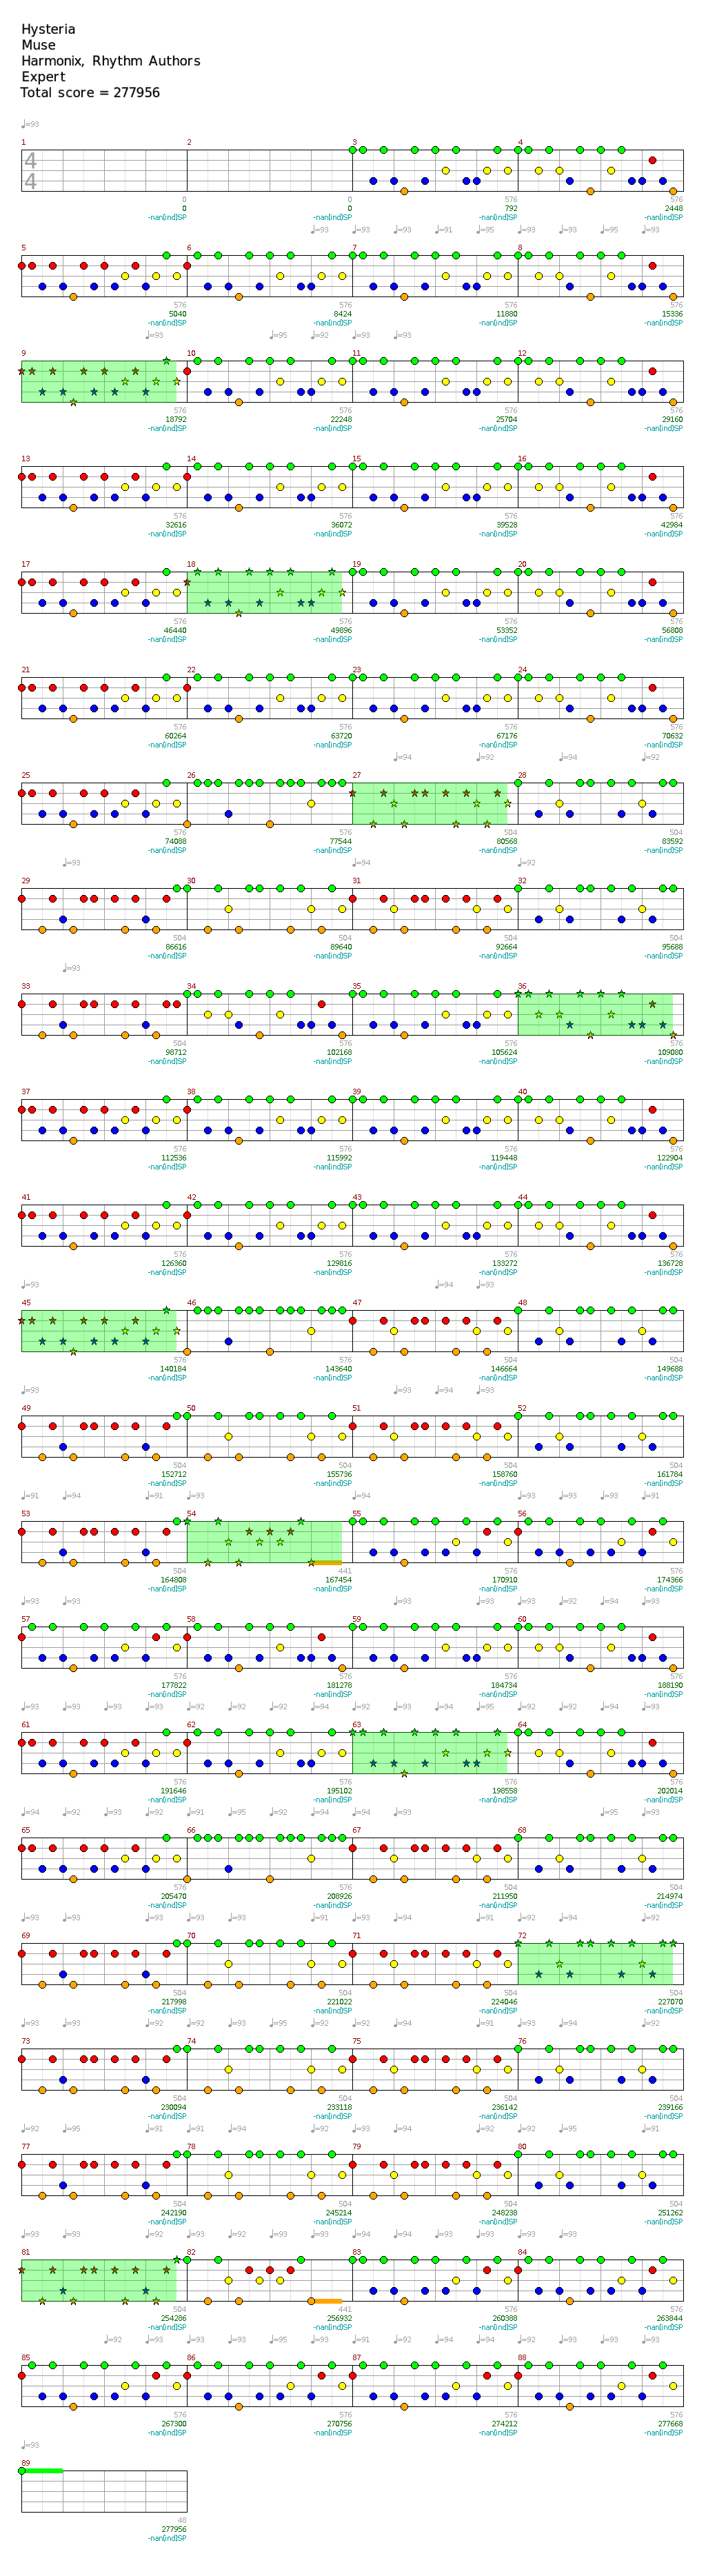 Hysteria
Muse
Harmonix, Rhythm Authors
Expert
Total score = 277956
♩=93
1 2 3 4
4
4
0 0 576 576
0 0 792 2448
-nan(ind)SP -nan(ind)SP -nan(ind)SP -nan(ind)SP
♩=93 ♩=93 ♩=93 ♩=91 ♩=95 ♩=93 ♩=93 ♩=95 ♩=93
5 6 7 8
576 576 576 576
5040 8424 11880 15336
-nan(ind)SP -nan(ind)SP -nan(ind)SP -nan(ind)SP
♩=93 ♩=95 ♩=92 ♩=93 ♩=93
9 10 11 12
576 576 576 576
18792 22248 25704 29160
-nan(ind)SP -nan(ind)SP -nan(ind)SP -nan(ind)SP
13 14 15 16
576 576 576 576
32616 36072 39528 42984
-nan(ind)SP -nan(ind)SP -nan(ind)SP -nan(ind)SP
17 18 19 20
576 576 576 576
46440 49896 53352 56808
-nan(ind)SP -nan(ind)SP -nan(ind)SP -nan(ind)SP
21 22 23 24
576 576 576 576
60264 63720 67176 70632
-nan(ind)SP -nan(ind)SP -nan(ind)SP -nan(ind)SP
♩=94 ♩=92 ♩=94 ♩=92
25 26 27 28
576 576 504 504
74088 77544 80568 83592
-nan(ind)SP -nan(ind)SP -nan(ind)SP -nan(ind)SP
♩=93 ♩=94 ♩=92
29 30 31 32
504 504 504 504
86616 89640 92664 95688
-nan(ind)SP -nan(ind)SP -nan(ind)SP -nan(ind)SP
♩=93
33 34 35 36
504 576 576 576
98712 102168 105624 109080
-nan(ind)SP -nan(ind)SP -nan(ind)SP -nan(ind)SP
37 38 39 40
576 576 576 576
112536 115992 119448 122904
-nan(ind)SP -nan(ind)SP -nan(ind)SP -nan(ind)SP
41 42 43 44
576 576 576 576
126360 129816 133272 136728
-nan(ind)SP -nan(ind)SP -nan(ind)SP -nan(ind)SP
♩=93 ♩=94 ♩=93
45 46 47 48
576 576 504 504
140184 143640 146664 149688
-nan(ind)SP -nan(ind)SP -nan(ind)SP -nan(ind)SP
♩=93 ♩=93 ♩=94 ♩=93
49 50 51 52
504 504 504 504
152712 155736 158760 161784
-nan(ind)SP -nan(ind)SP -nan(ind)SP -nan(ind)SP
♩=91 ♩=94 ♩=91 ♩=93 ♩=94 ♩=93 ♩=93 ♩=91
53 54 55 56
504 441 576 576
164808 167454 170910 174366
-nan(ind)SP -nan(ind)SP -nan(ind)SP -nan(ind)SP
♩=93 ♩=93 ♩=93 ♩=92 ♩=94 ♩=93
57 58 59 60
576 576 576 576
177822 181278 184734 188190
-nan(ind)SP -nan(ind)SP -nan(ind)SP -nan(ind)SP
♩=93 ♩=93 ♩=93 ♩=92 ♩=92 ♩=92 ♩=94 ♩=93 ♩=93 ♩=94 ♩=95 ♩=92 ♩=92 ♩=94 ♩=93
61 62 63 64
576 576 576 576
191646 195102 198558 202014
-nan(ind)SP -nan(ind)SP -nan(ind)SP -nan(ind)SP
♩=94 ♩=92 ♩=93 ♩=92 ♩=91 ♩=95 ♩=92 ♩=92 ♩=94 ♩=93 ♩=95 ♩=93
65 66 67 68
576 576 504 504
205470 208926 211950 214974
-nan(ind)SP -nan(ind)SP -nan(ind)SP -nan(ind)SP
♩=93 ♩=93 ♩=93 ♩=93 ♩=93 ♩=91 ♩=93 ♩=94 ♩=91 ♩=92 ♩=94 ♩=92
69 70 71 72
504 504 504 504
217998 221022 224046 227070
-nan(ind)SP -nan(ind)SP -nan(ind)SP -nan(ind)SP
♩=93 ♩=93 ♩=92 ♩=92 ♩=93 ♩=92 ♩=92 ♩=94 ♩=92 ♩=92 ♩=94 ♩=92
73 74 75 76
504 504 504 504
230094 233118 236142 239166
-nan(ind)SP -nan(ind)SP -nan(ind)SP -nan(ind)SP
♩=92 ♩=95 ♩=91 ♩=91 ♩=94 ♩=92 ♩=93 ♩=94 ♩=92 ♩=92 ♩=95 ♩=91
77 78 79 80
504 504 504 504
242190 245214 248238 251262
-nan(ind)SP -nan(ind)SP -nan(ind)SP -nan(ind)SP
♩=93 ♩=93 ♩=93 ♩=93 ♩=92 ♩=93 ♩=93 ♩=94 ♩=94 ♩=92 ♩=94 ♩=93 ♩=93
81 82 83 84
504 441 576 576
254286 256932 260388 263844
-nan(ind)SP -nan(ind)SP -nan(ind)SP -nan(ind)SP
♩=92 ♩=93 ♩=93 ♩=93 ♩=95 ♩=93 ♩=91 ♩=92 ♩=94 ♩=94 ♩=92 ♩=93 ♩=93 ♩=93
85 86 87 88
576 576 576 576
267300 270756 274212 277668
-nan(ind)SP -nan(ind)SP -nan(ind)SP -nan(ind)SP
♩=93
89
48
277956
-nan(ind)SP